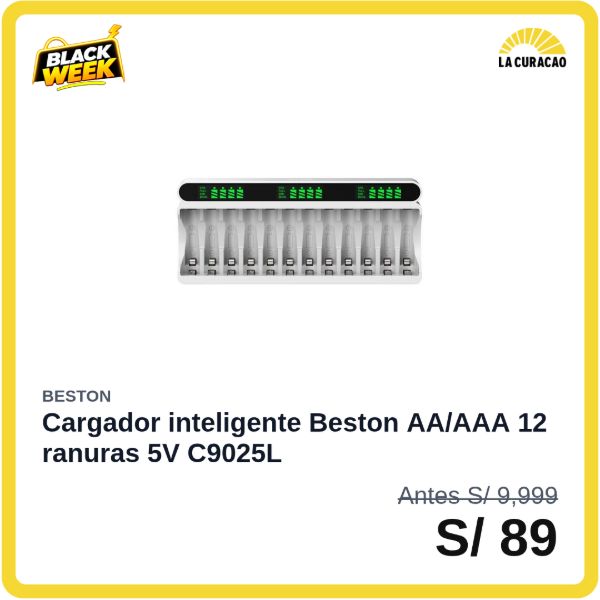 BLACK
WEEK
LA CURACAO
BESTON
Cargador inteligente Beston AA/AAA 12
ranuras 5V C9025L
Antes S/ 9,999
S/ 89